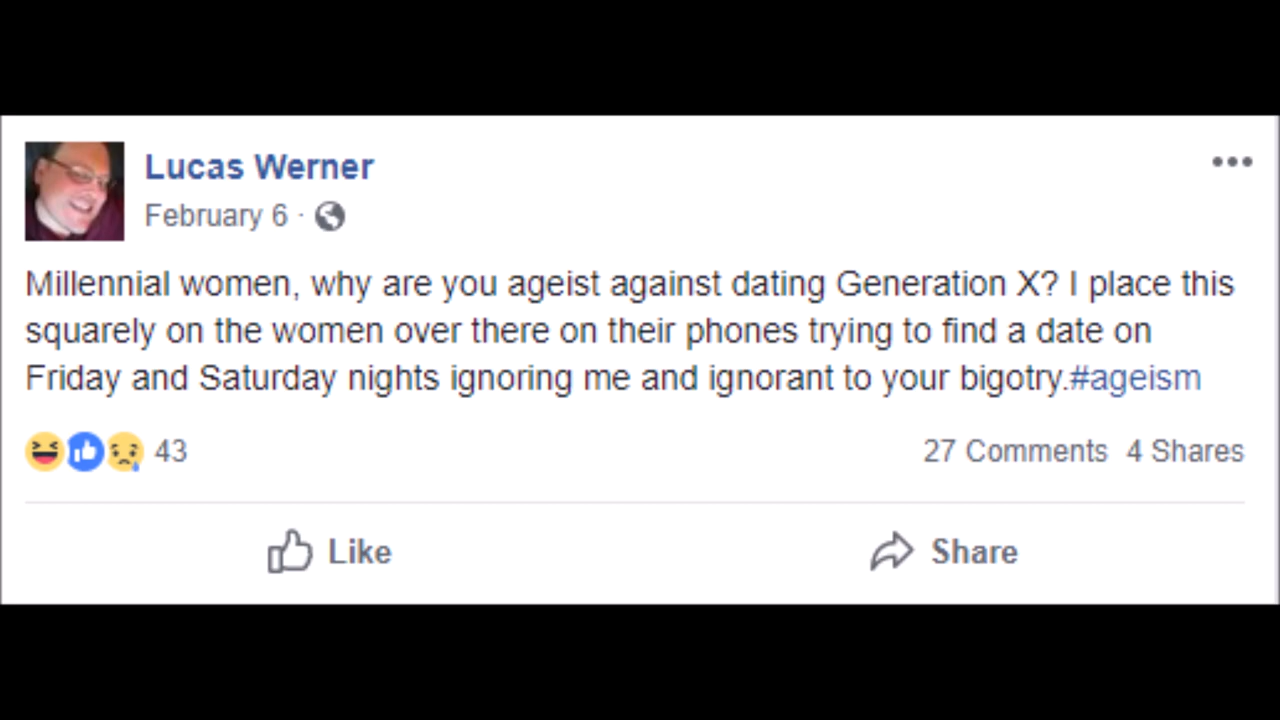 Lucas Werner
February 6 ·
Millennial women, why are you ageist against dating Generation X? I place this
squarely on the women over there on their phones trying to find a date on
Friday and Saturday nights ignoring me and ignorant to your bigotry.#ageism
43
27 Comments 4 Shares
Like
Share